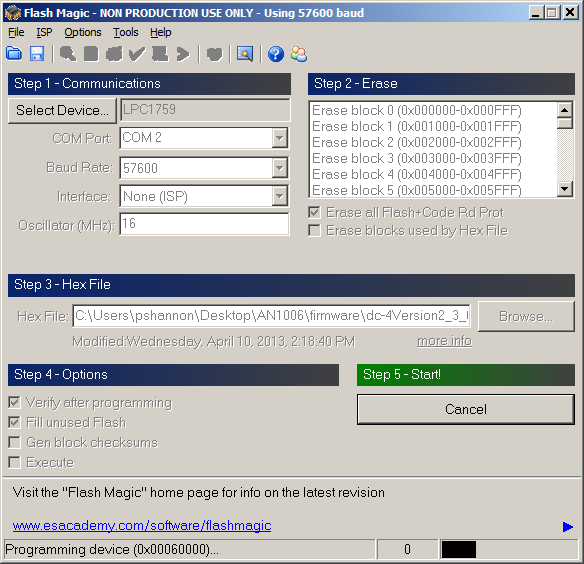 Flash Magic - NON PRODUCTION USE ONLY - Using 57600 baud
File ISP Options Tools Help
Step 1 - Communications
Select Device... LPC1759
COM Port: COM 2
Baud Rate: 57600
Interface: None (ISP)
Oscillator (MHz): 16
Step 2 - Erase
Erase block 0 (0x000000-0x000FFF)
Erase block 1 (0x001000-0x001FFF)
Erase block 2 (0x002000-0x002FFF)
Erase block 3 (0x003000-0x003FFF)
Erase block 4 (0x004000-0x004FFF)
Erase block 5 (0x005000-0x005FFF)
Erase all Flash+Code Rd Prot
Erase blocks used by Hex File
Step 3 - Hex File
Hex File: C:\Users\pshannon\Desktop\AN1006\firmware\dc-4Version2_3_ Browse...
Modified:Wednesday, April 10, 2013, 2:18:40 PM more info
Step 4 - Options
Verify after programming
Fill unused Flash
Gen block checksums
Execute
Step 5 - Start!
Cancel
Visit the "Flash Magic" home page for info on the latest revision
www.esacademy.com/software/flashmagic
Programming device (0x00060000)... 0